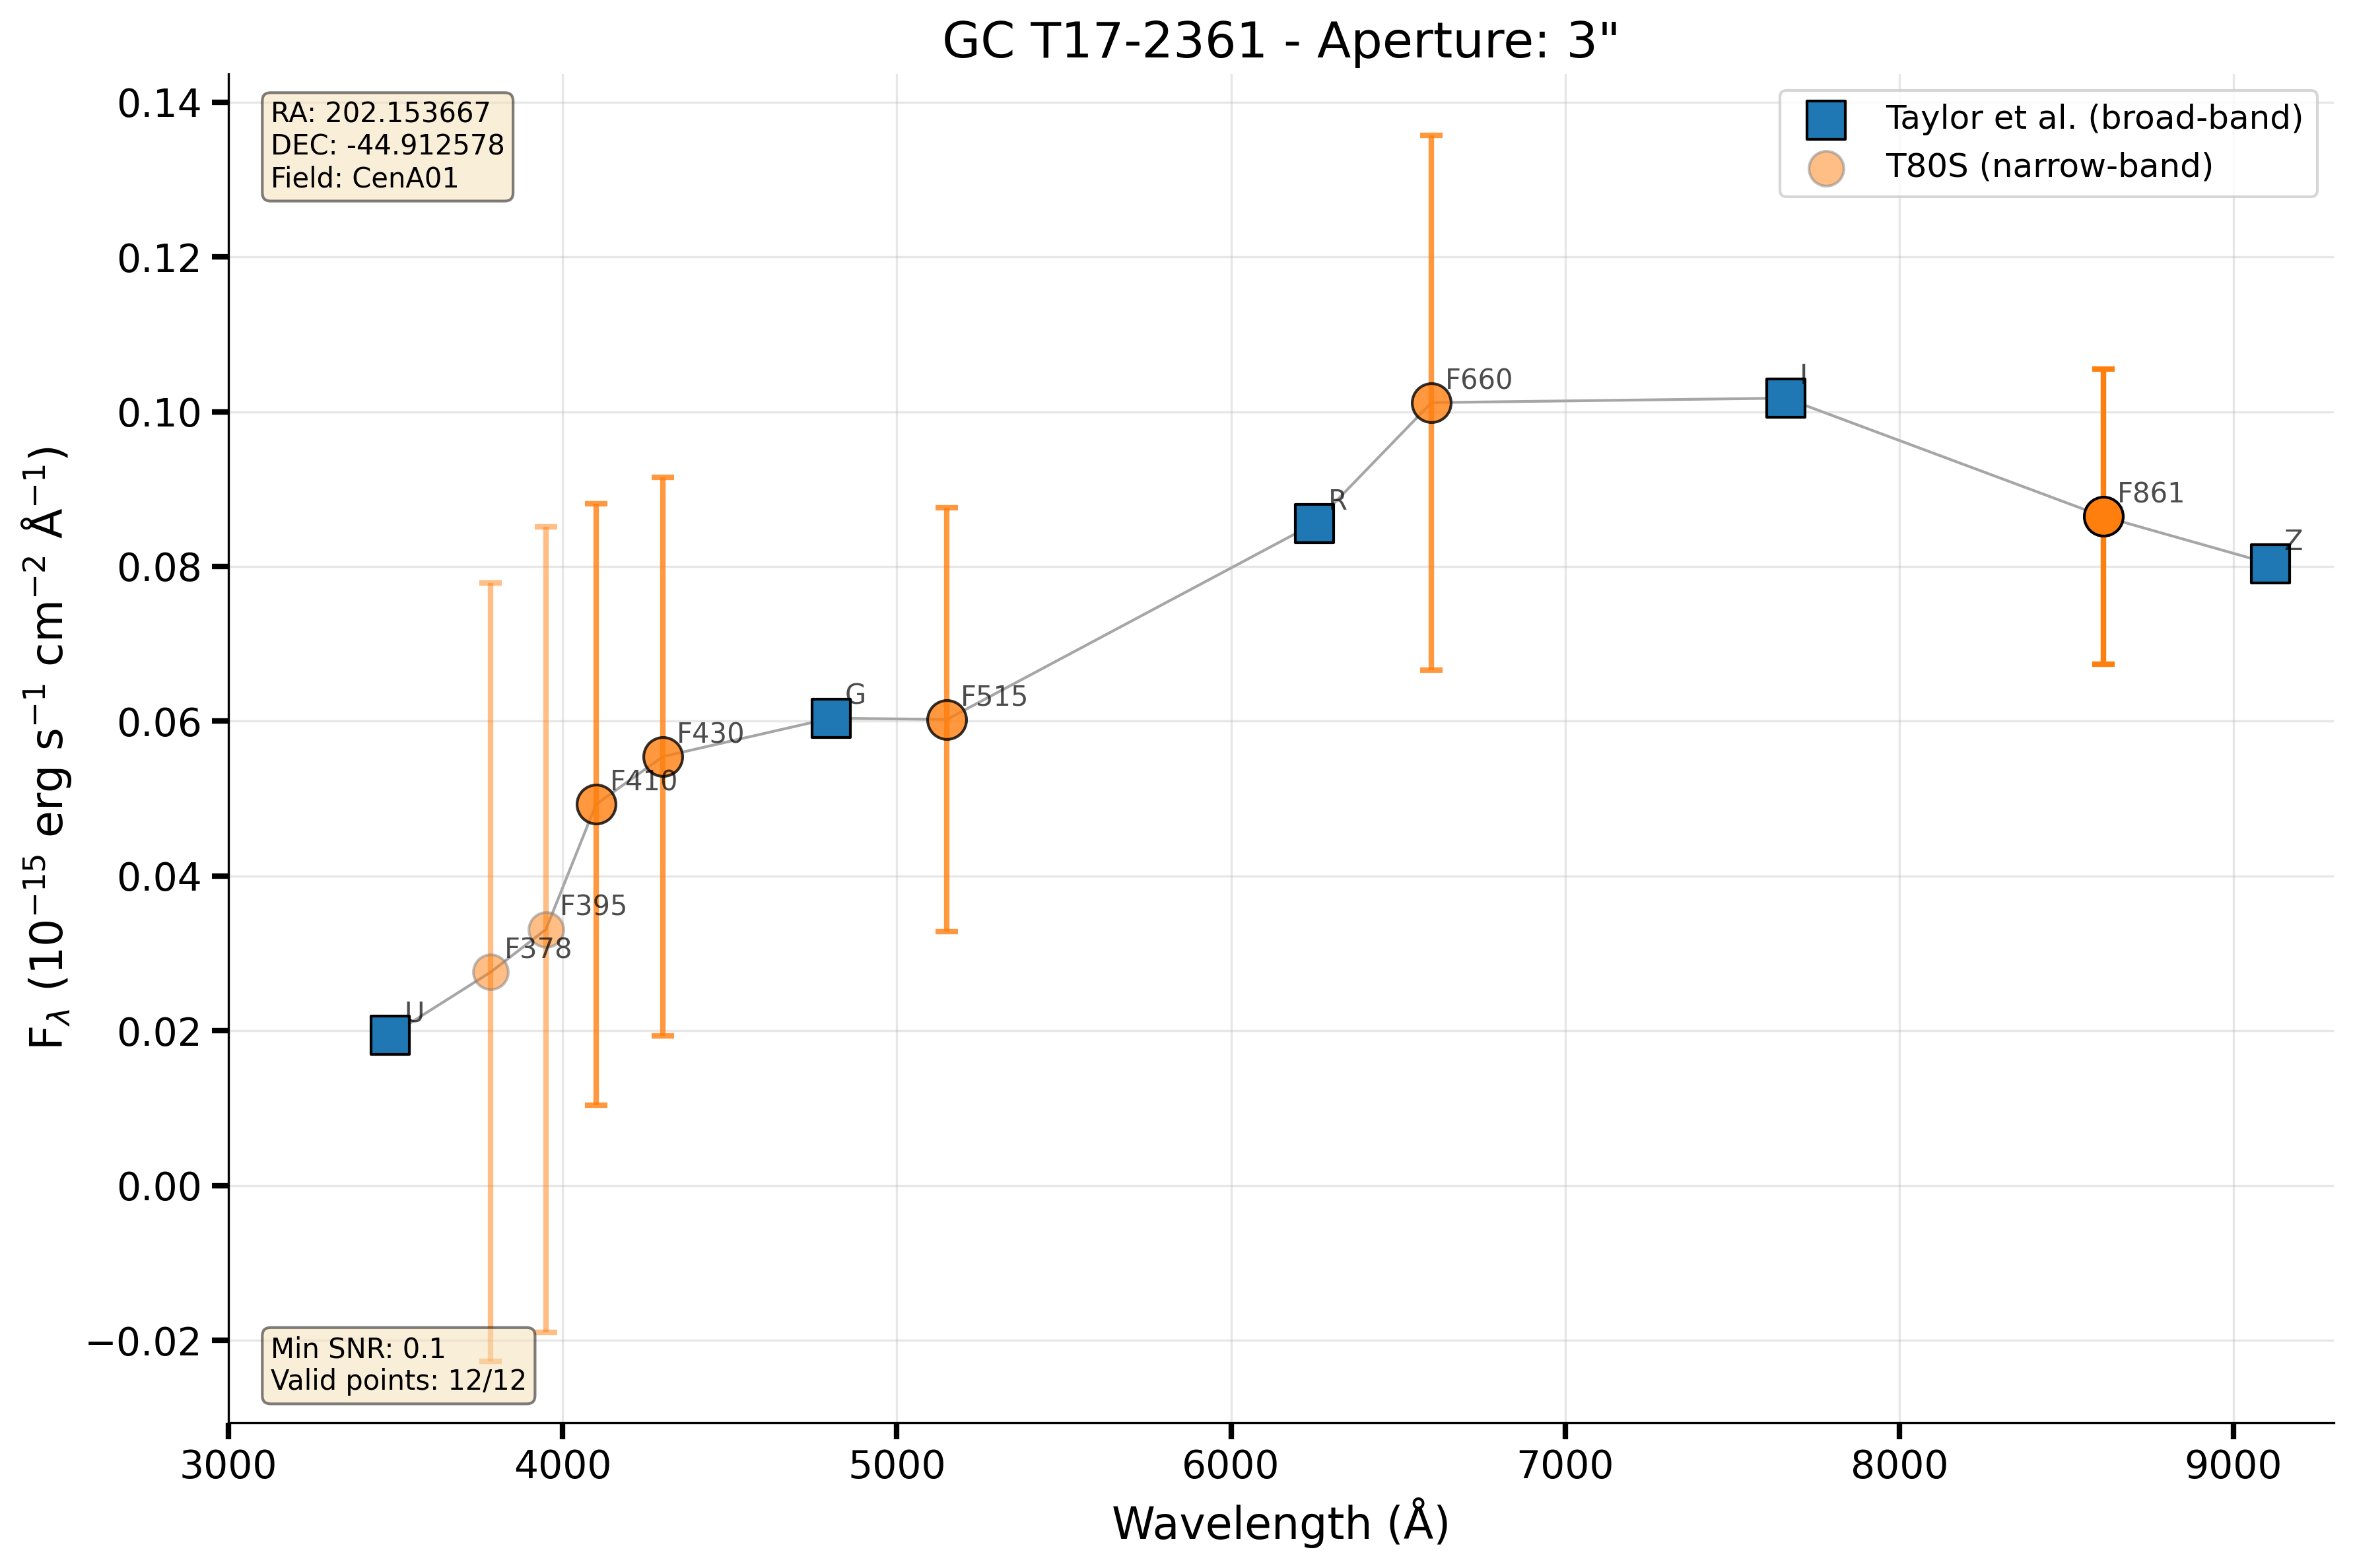 GC T17-2361 - Aperture: 3"
RA: 202.153667
DEC: -44.912578
Field: CenA01
Taylor et al. (broad-band)
T80S (narrow-band)
0.14
0.12
0.10
0.08
0.06
0.04
0.02
0.00
−0.02
F$_λ$ (10$^{-15}$ erg s$^{-1}$ cm$^{-2}$ Å$^{-1}$)
U
F378
F395
F410
F430
G
F515
R
F660
I
F861
Z
Min SNR: 0.1
Valid points: 12/12
3000 4000 5000 6000 7000 8000 9000
Wavelength (Å)